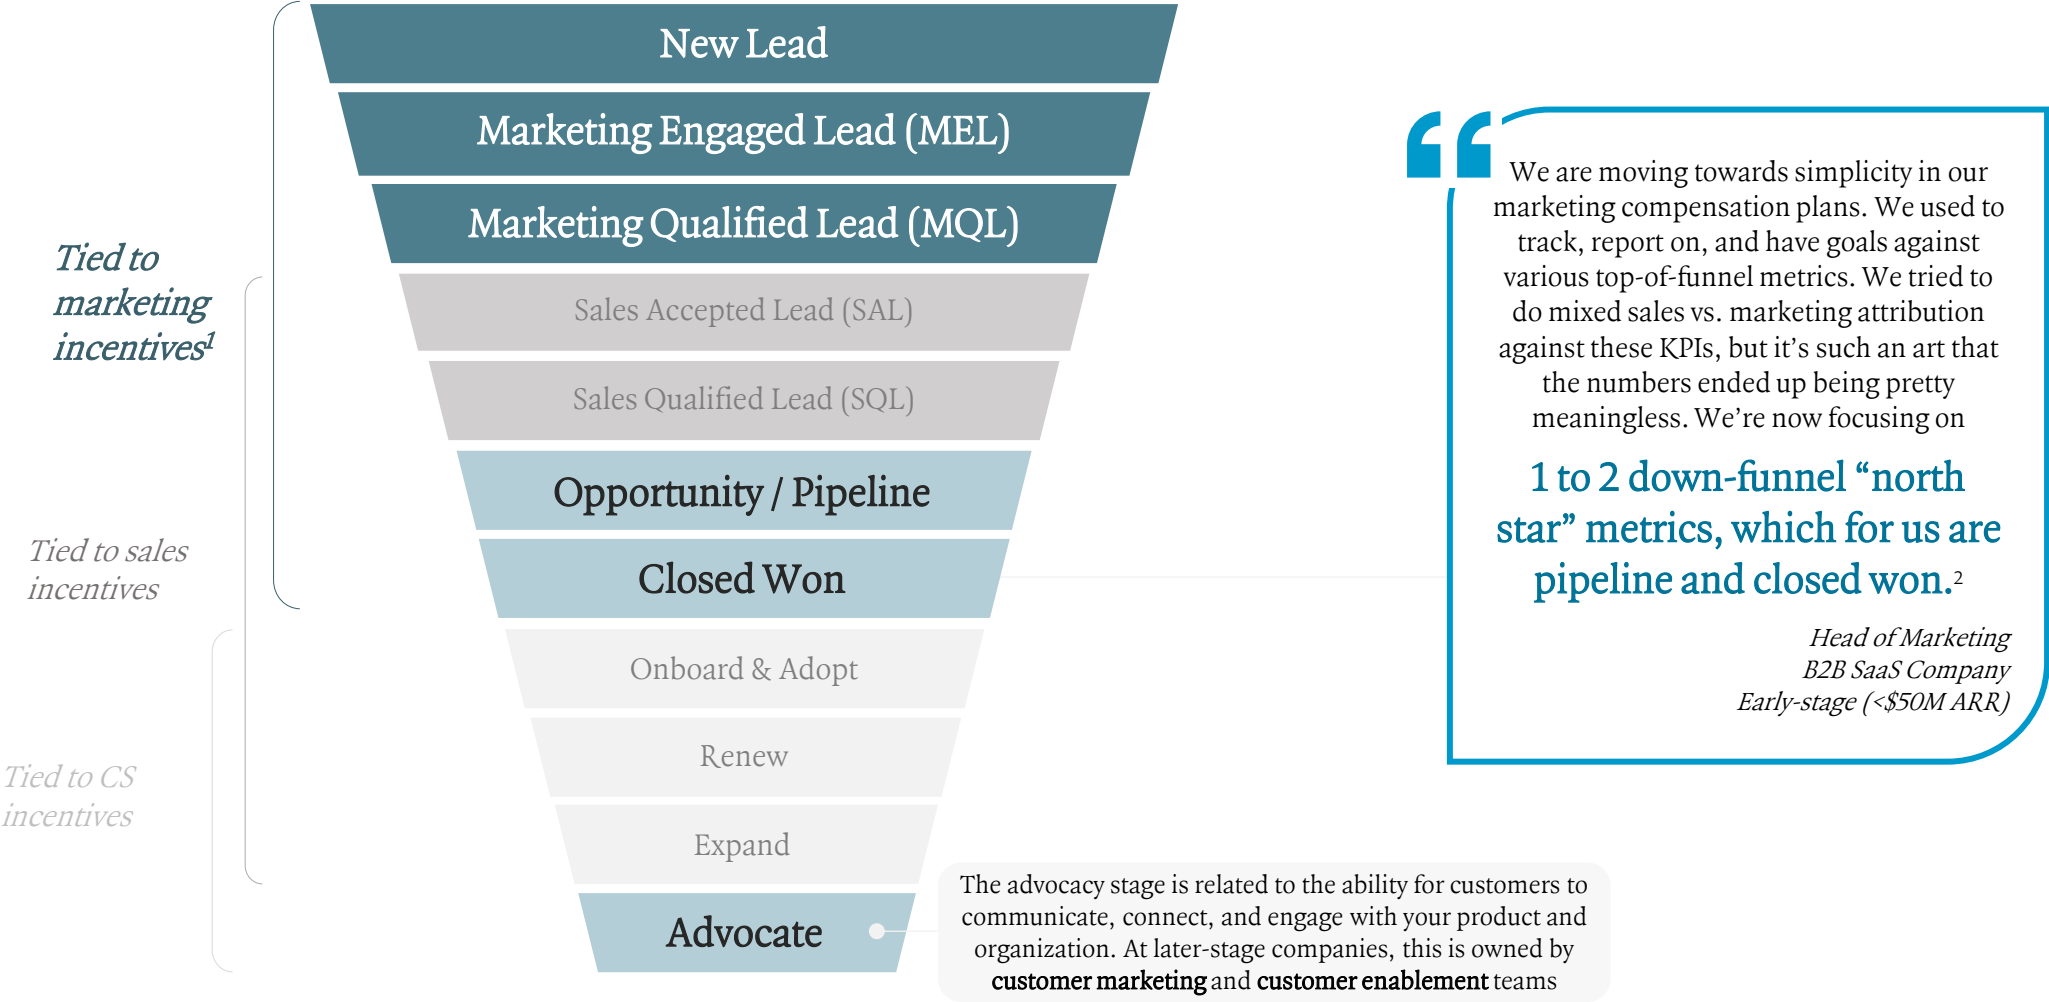 New Lead
Marketing Engaged Lead (MEL)
Marketing Qualified Lead (MQL)
Sales Accepted Lead (SAL)
Sales Qualified Lead (SQL)
Opportunity / Pipeline
Closed Won
Onboard & Adopt
Renew
Expand
Advocate
Tied to
marketing
incentives¹
Tied to sales
incentives
Tied to CS
incentives
“
We are moving towards simplicity in our
marketing compensation plans. We used to
track, report on, and have goals against
various top-of-funnel metrics. We tried to
do mixed sales vs. marketing attribution
against these KPIs, but it’s such an art that
the numbers ended up being pretty
meaningless. We’re now focusing on
1 to 2 down-funnel “north
star” metrics, which for us are
pipeline and closed won.²
Head of Marketing
B2B SaaS Company
Early-stage (<$50M ARR)
The advocacy stage is related to the ability for customers to
communicate, connect, and engage with your product and
organization. At later-stage companies, this is owned by
customer marketing and customer enablement teams